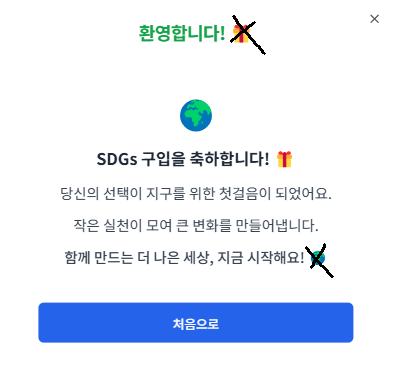 환영합니다! 🎁
SDGs 구입을 축하합니다! 🎁
당신의 선택이 지구를 위한 첫걸음이 되었어요.
작은 실천이 모여 큰 변화를 만들어냅니다.
함께 만드는 더 나은 세상, 지금 시작해요! 🌍
처음으로